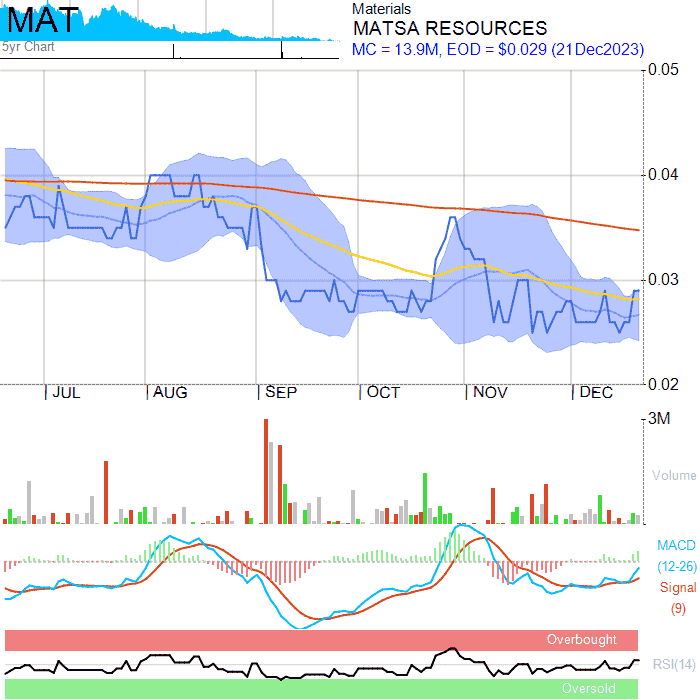 MAT
5yr Chart
Materials
MATSA RESOURCES
MC = 13.9M, EOD = $0.029 (21Dec2023)
0.05
0.04
0.03
0.02
JUL AUG SEP OCT NOV DEC
3M
Volume
MACD
(12-26)
Signal
(9)
Overbought
RSI(14)
Oversold